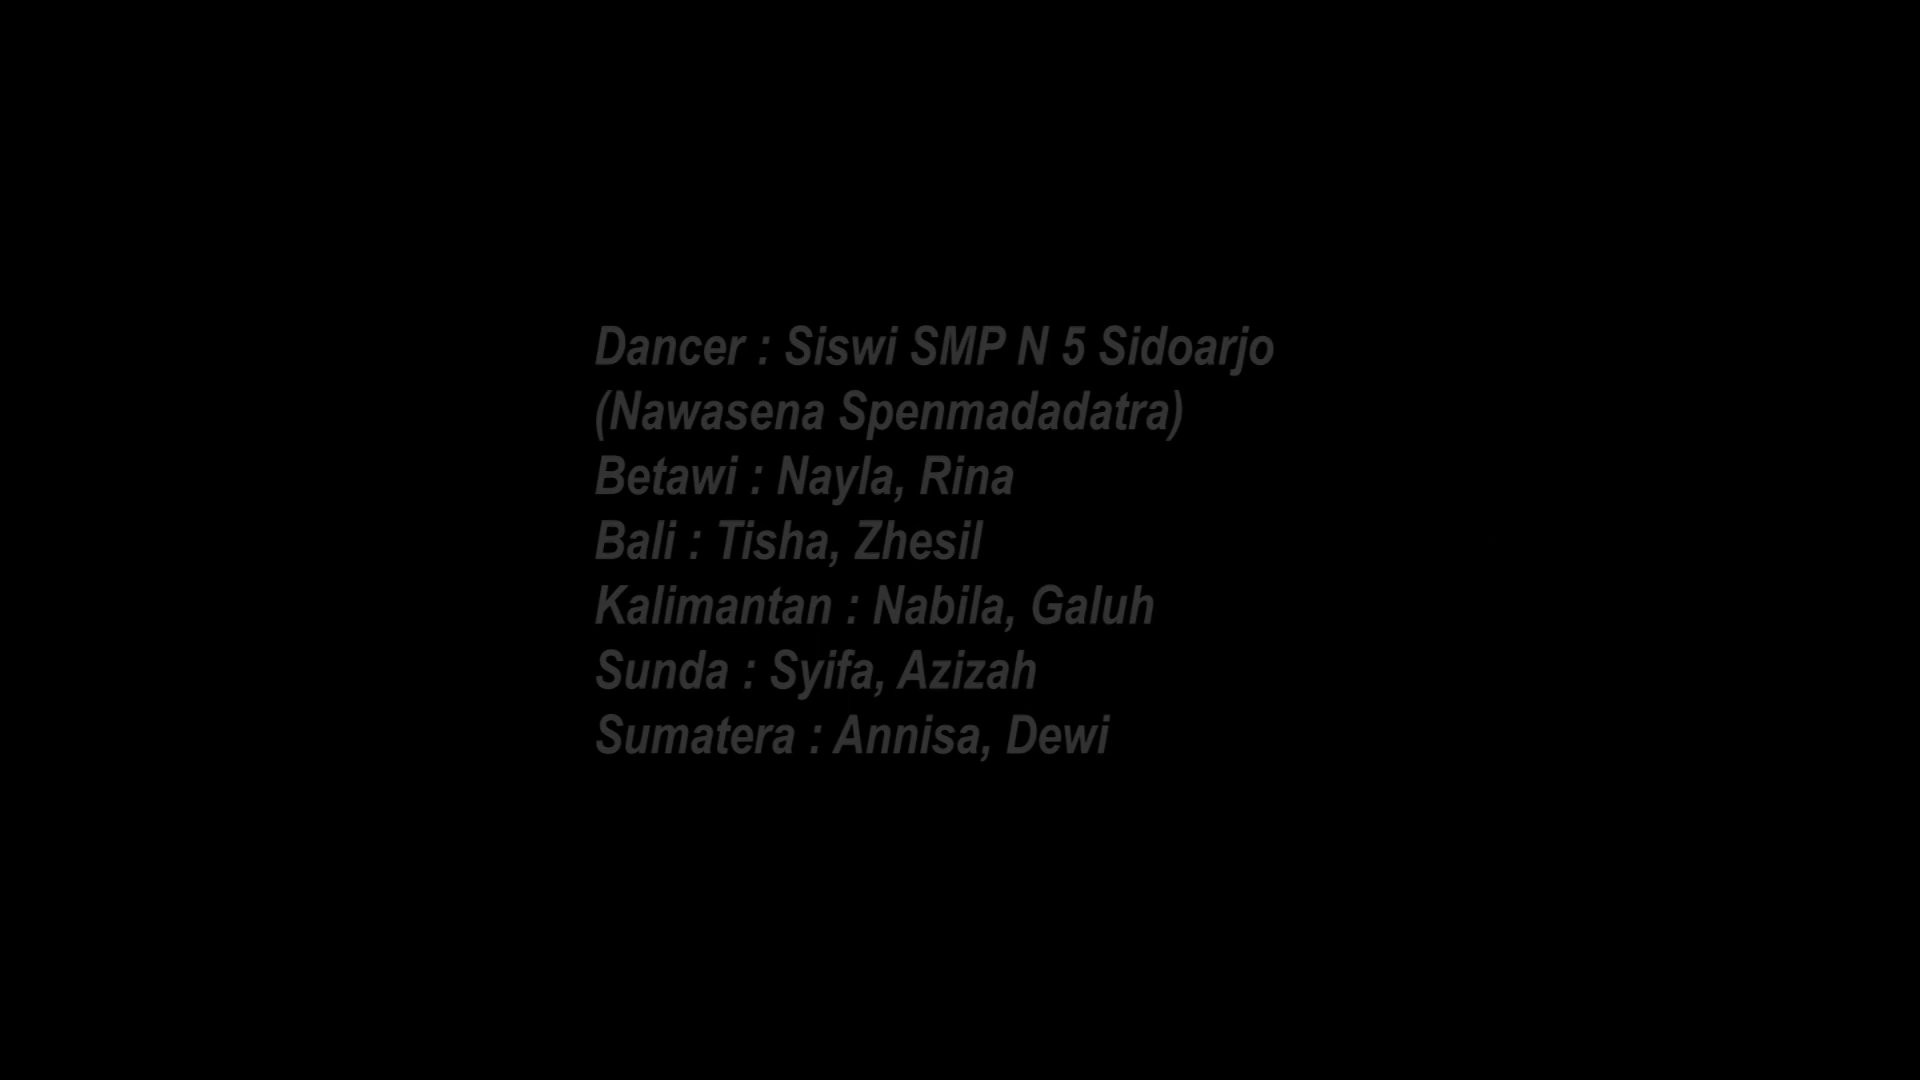 Dancer : Siswi SMP N 5 Sidoarjo
(Nawasena Spenmadadatra)
Betawi : Nayla, Rina
Bali : Tisha, Zhesil
Kalimantan : Nabila, Galuh
Sunda : Syifa, Azizah
Sumatera : Annisa, Dewi